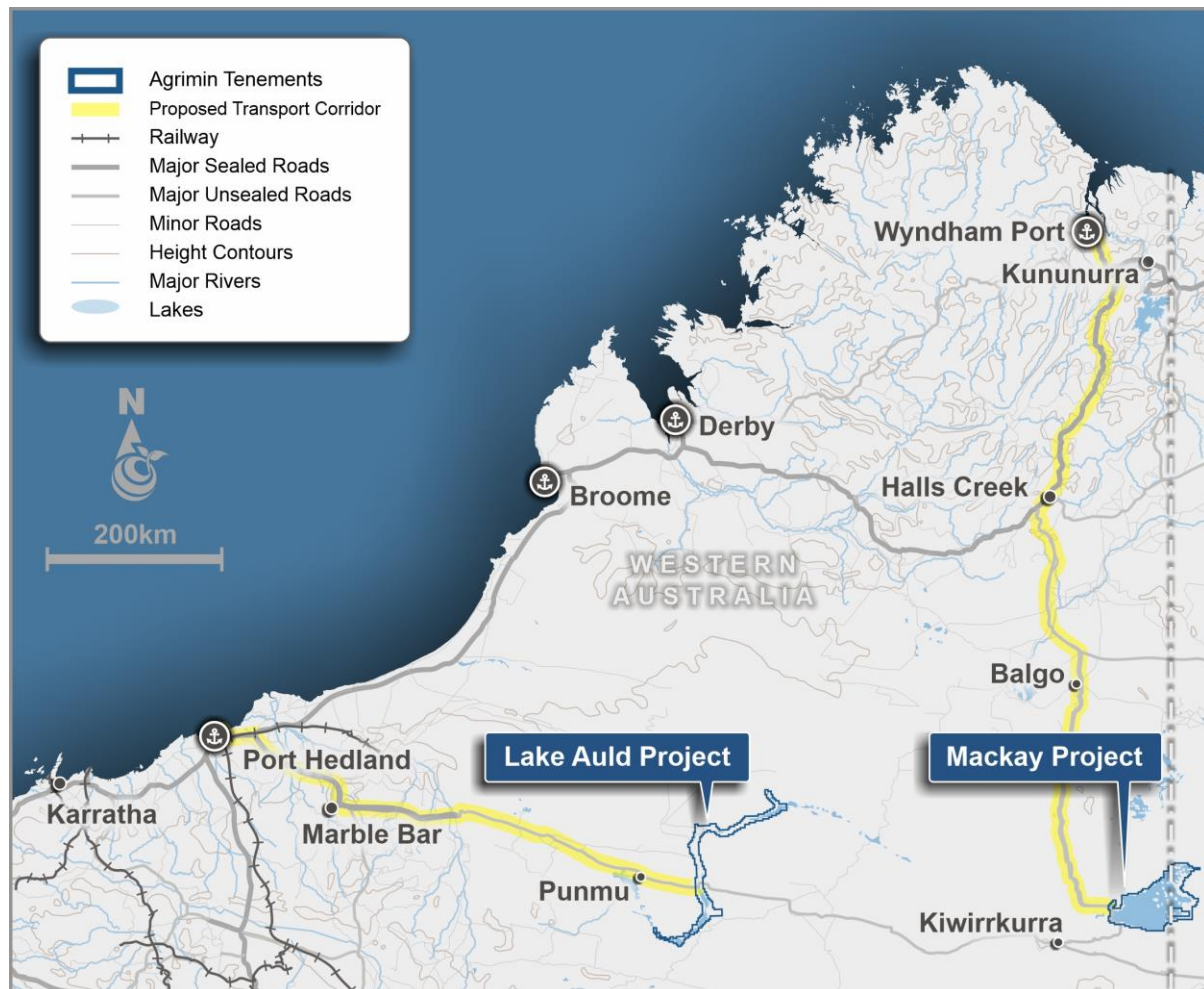 Agrimin Tenements
Proposed Transport Corridor
Railway
Major Sealed Roads
Major Unsealed Roads
Minor Roads
Height Contours
Major Rivers
Lakes
N
200km
Wyndham Port
Kununurra
Derby
Broome
Halls Creek
WESTERN
AUSTRALIA
Balgo
Port Hedland
Lake Auld Project
Mackay Project
Karratha
Marble Bar
Punmu
Kiwirrkurra